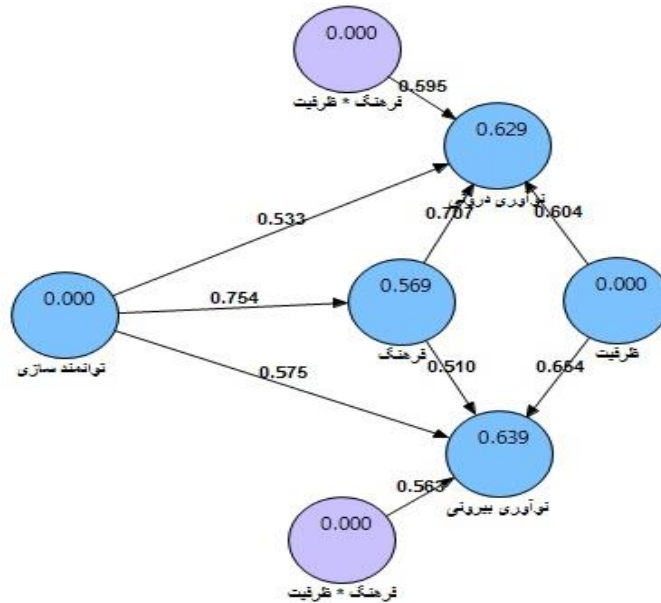 0.000
فرهنگ * ظرفیت
0.595
0.629
نوآوری درونی
0.707
0.604
0.533
0.000
توانمند سازی
0.754
0.569
فرهنگ
0.000
ظرفیت
0.575
0.510
0.654
0.639
نوآوری بیرونی
0.563
0.000
فرهنگ * ظرفیت